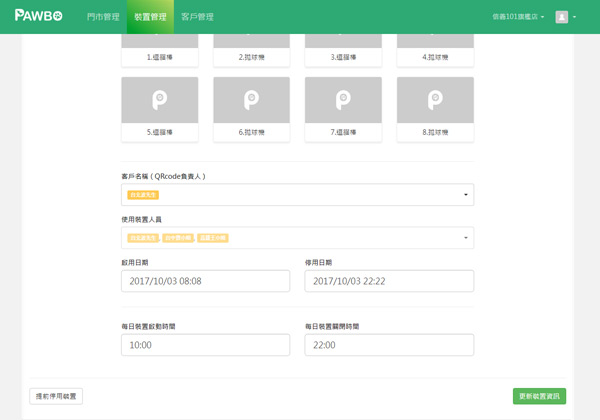 PAWBO 門市管理 裝置管理 客戶管理 信義101旗艦店
1.逗貓棒 2.拋球機 3.逗貓棒 4.拋球機
5.逗貓棒 6.拋球機 7.逗貓棒 8.拋球機
客戶名稱 ( QRcode負責人 )
使用裝置人員
啟用日期 停用日期
2017/10/03 08:08 2017/10/03 22:22
每日裝置啟動時間 每日裝置關閉時間
10:00 22:00
提前停用裝置 更新裝置資訊